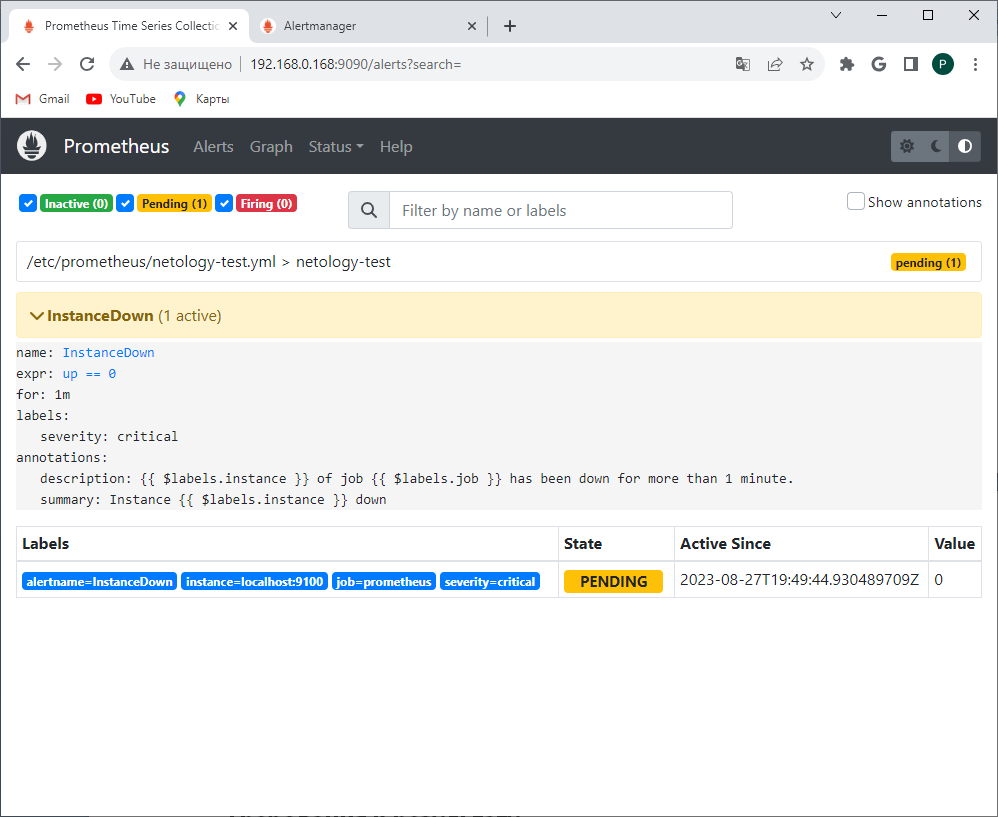 Prometheus Time Series Collectio
Alertmanager
Не защищено
192.168.0.168:9090/alerts?search=
P
Gmail
YouTube
Карты
Prometheus
Alerts
Graph
Status
Help
Inactive (0)
Pending (1)
Firing (0)
Filter by name or labels
Show annotations
/etc/prometheus/netology-test.yml > netology-test
pending (1)
InstanceDown (1 active)
name: InstanceDown
expr: up == 0
for: 1m
labels:
severity: critical
annotations:
description: {{ $labels.instance }} of job {{ $labels.job }} has been down for more than 1 minute.
summary: Instance {{ $labels.instance }} down
Labels State Active Since Value
alertname=InstanceDown instance=localhost:9100 job=prometheus severity=critical PENDING 2023-08-27T19:49:44.930489709Z 0